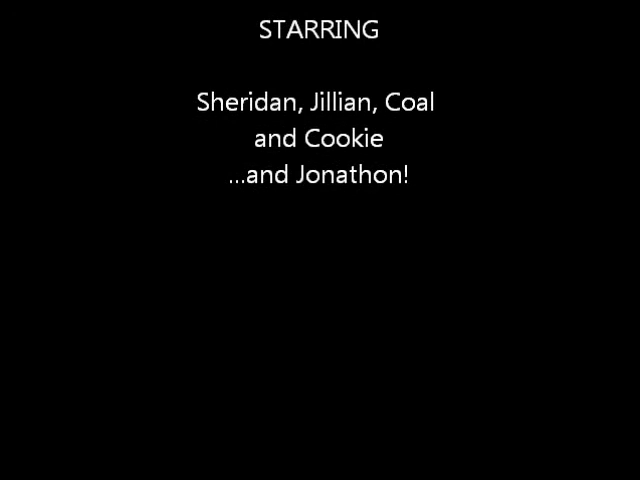 STARRING
Sheridan, Jillian, Coal
and Cookie
...and Jonathon!